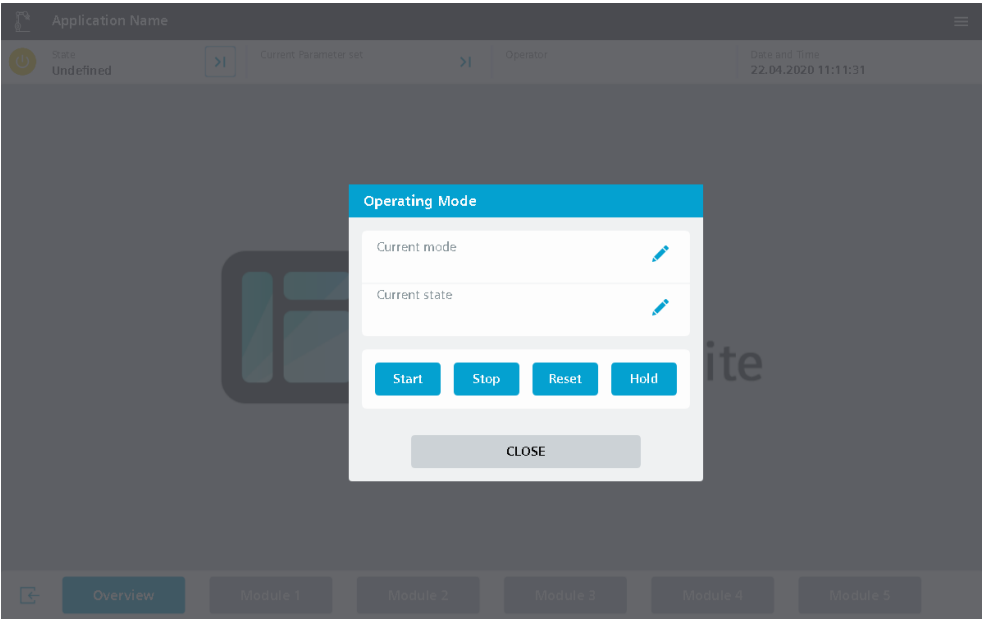 Application Name
State
Undefined
Current Parameter set
Operator
Date and Time
22.04.2020 11:11:31
Operating Mode
Current mode
Current state
ite
Start
Stop
Reset
Hold
CLOSE
Overview
Module 1
Module 2
Module 3
Module 4
Module 5